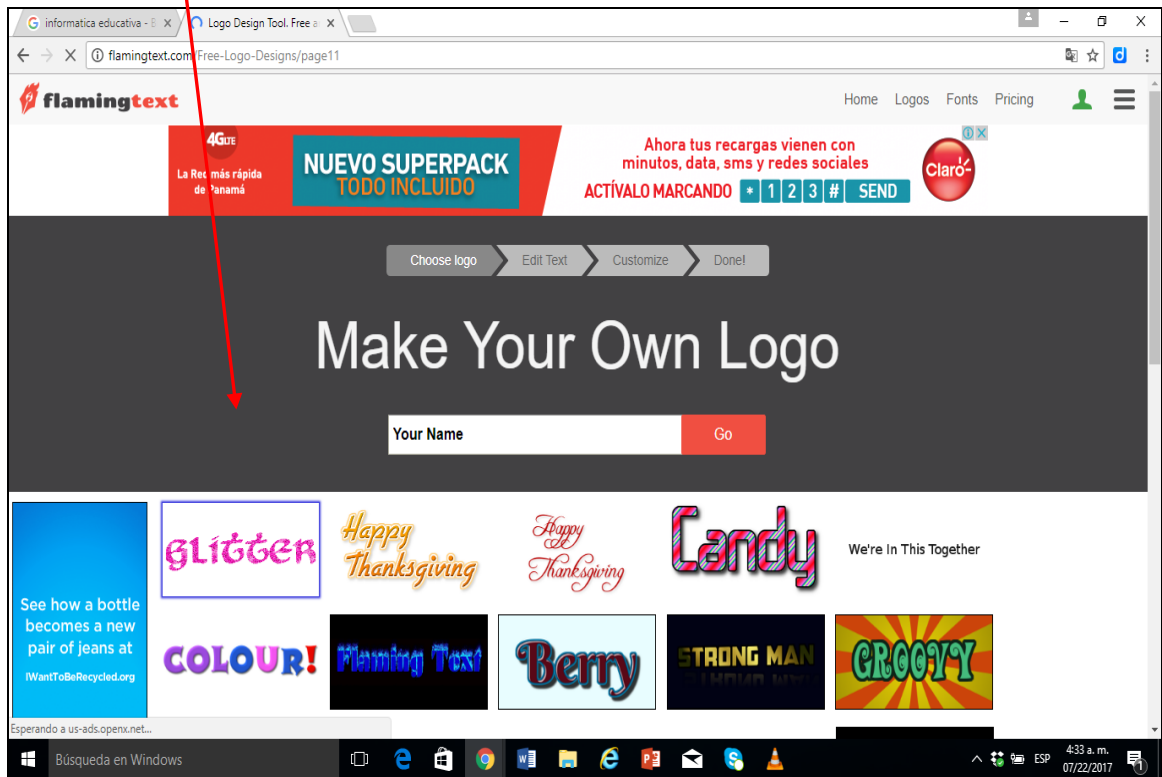 informatica educativa - B
Logo Design Tool. Free a
flamingtext.com/Free-Logo-Designs/page11
flamingtext
Home Logos Fonts Pricing
4G LTE
La Red más rápida
de Panamá
NUEVO SUPERPACK
TODO INCLUIDO
Ahora tus recargas vienen con
minutos, data, sms y redes sociales
ACTÍVALO MARCANDO * 1 2 3 # SEND
Claro
Choose logo Edit Text Customize Done!
Make Your Own Logo
Your Name Go
See how a bottle
becomes a new
pair of jeans at
IWantToBeRecycled.org
GLITTER
Happy
Thanksgiving
Happy
Thanksgiving
Candy
We're In This Together
COLOUR!
Flaming Text
Berry
STRONG MAN
GROOVY
Esperando a us-ads.openx.net...
Búsqueda en Windows
ESP
4:33 a. m.
07/22/2017
1